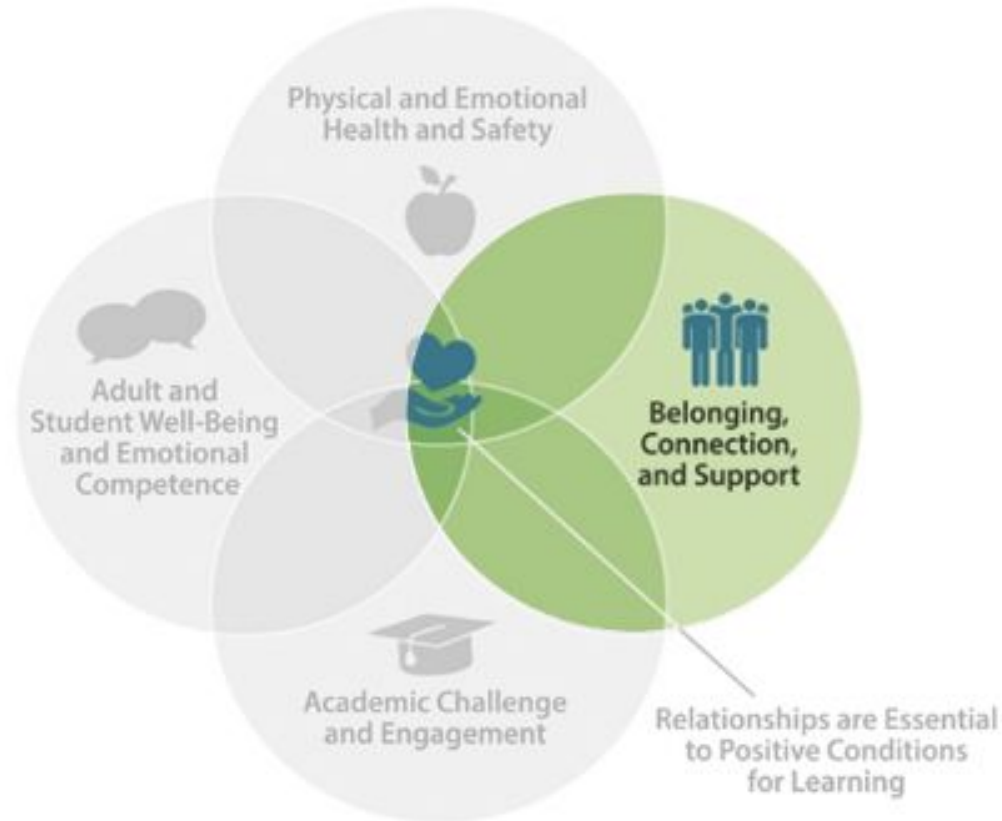 Physical and Emotional
Health and Safety
Adult and
Student Well-Being
and Emotional
Competence
Belonging,
Connection,
and Support
Academic Challenge
and Engagement
Relationships are Essential
to Positive Conditions
for Learning